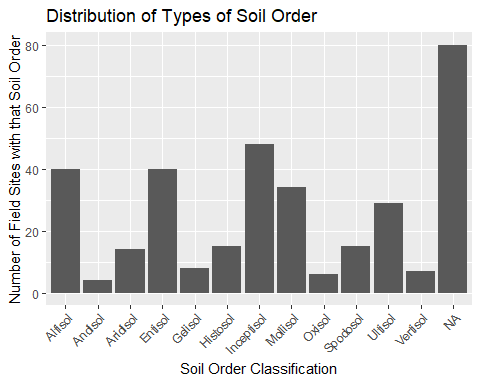 Distribution of Types of Soil Order
Number of Field Sites with that Soil Order
80
60
40
20
0
Alfisol
Andisol
Aridisol
Entisol
Gelisol
Histosol
Inceptisol
Mollisol
Oxisol
Spodosol
Ultisol
Vertisol
NA
Soil Order Classification